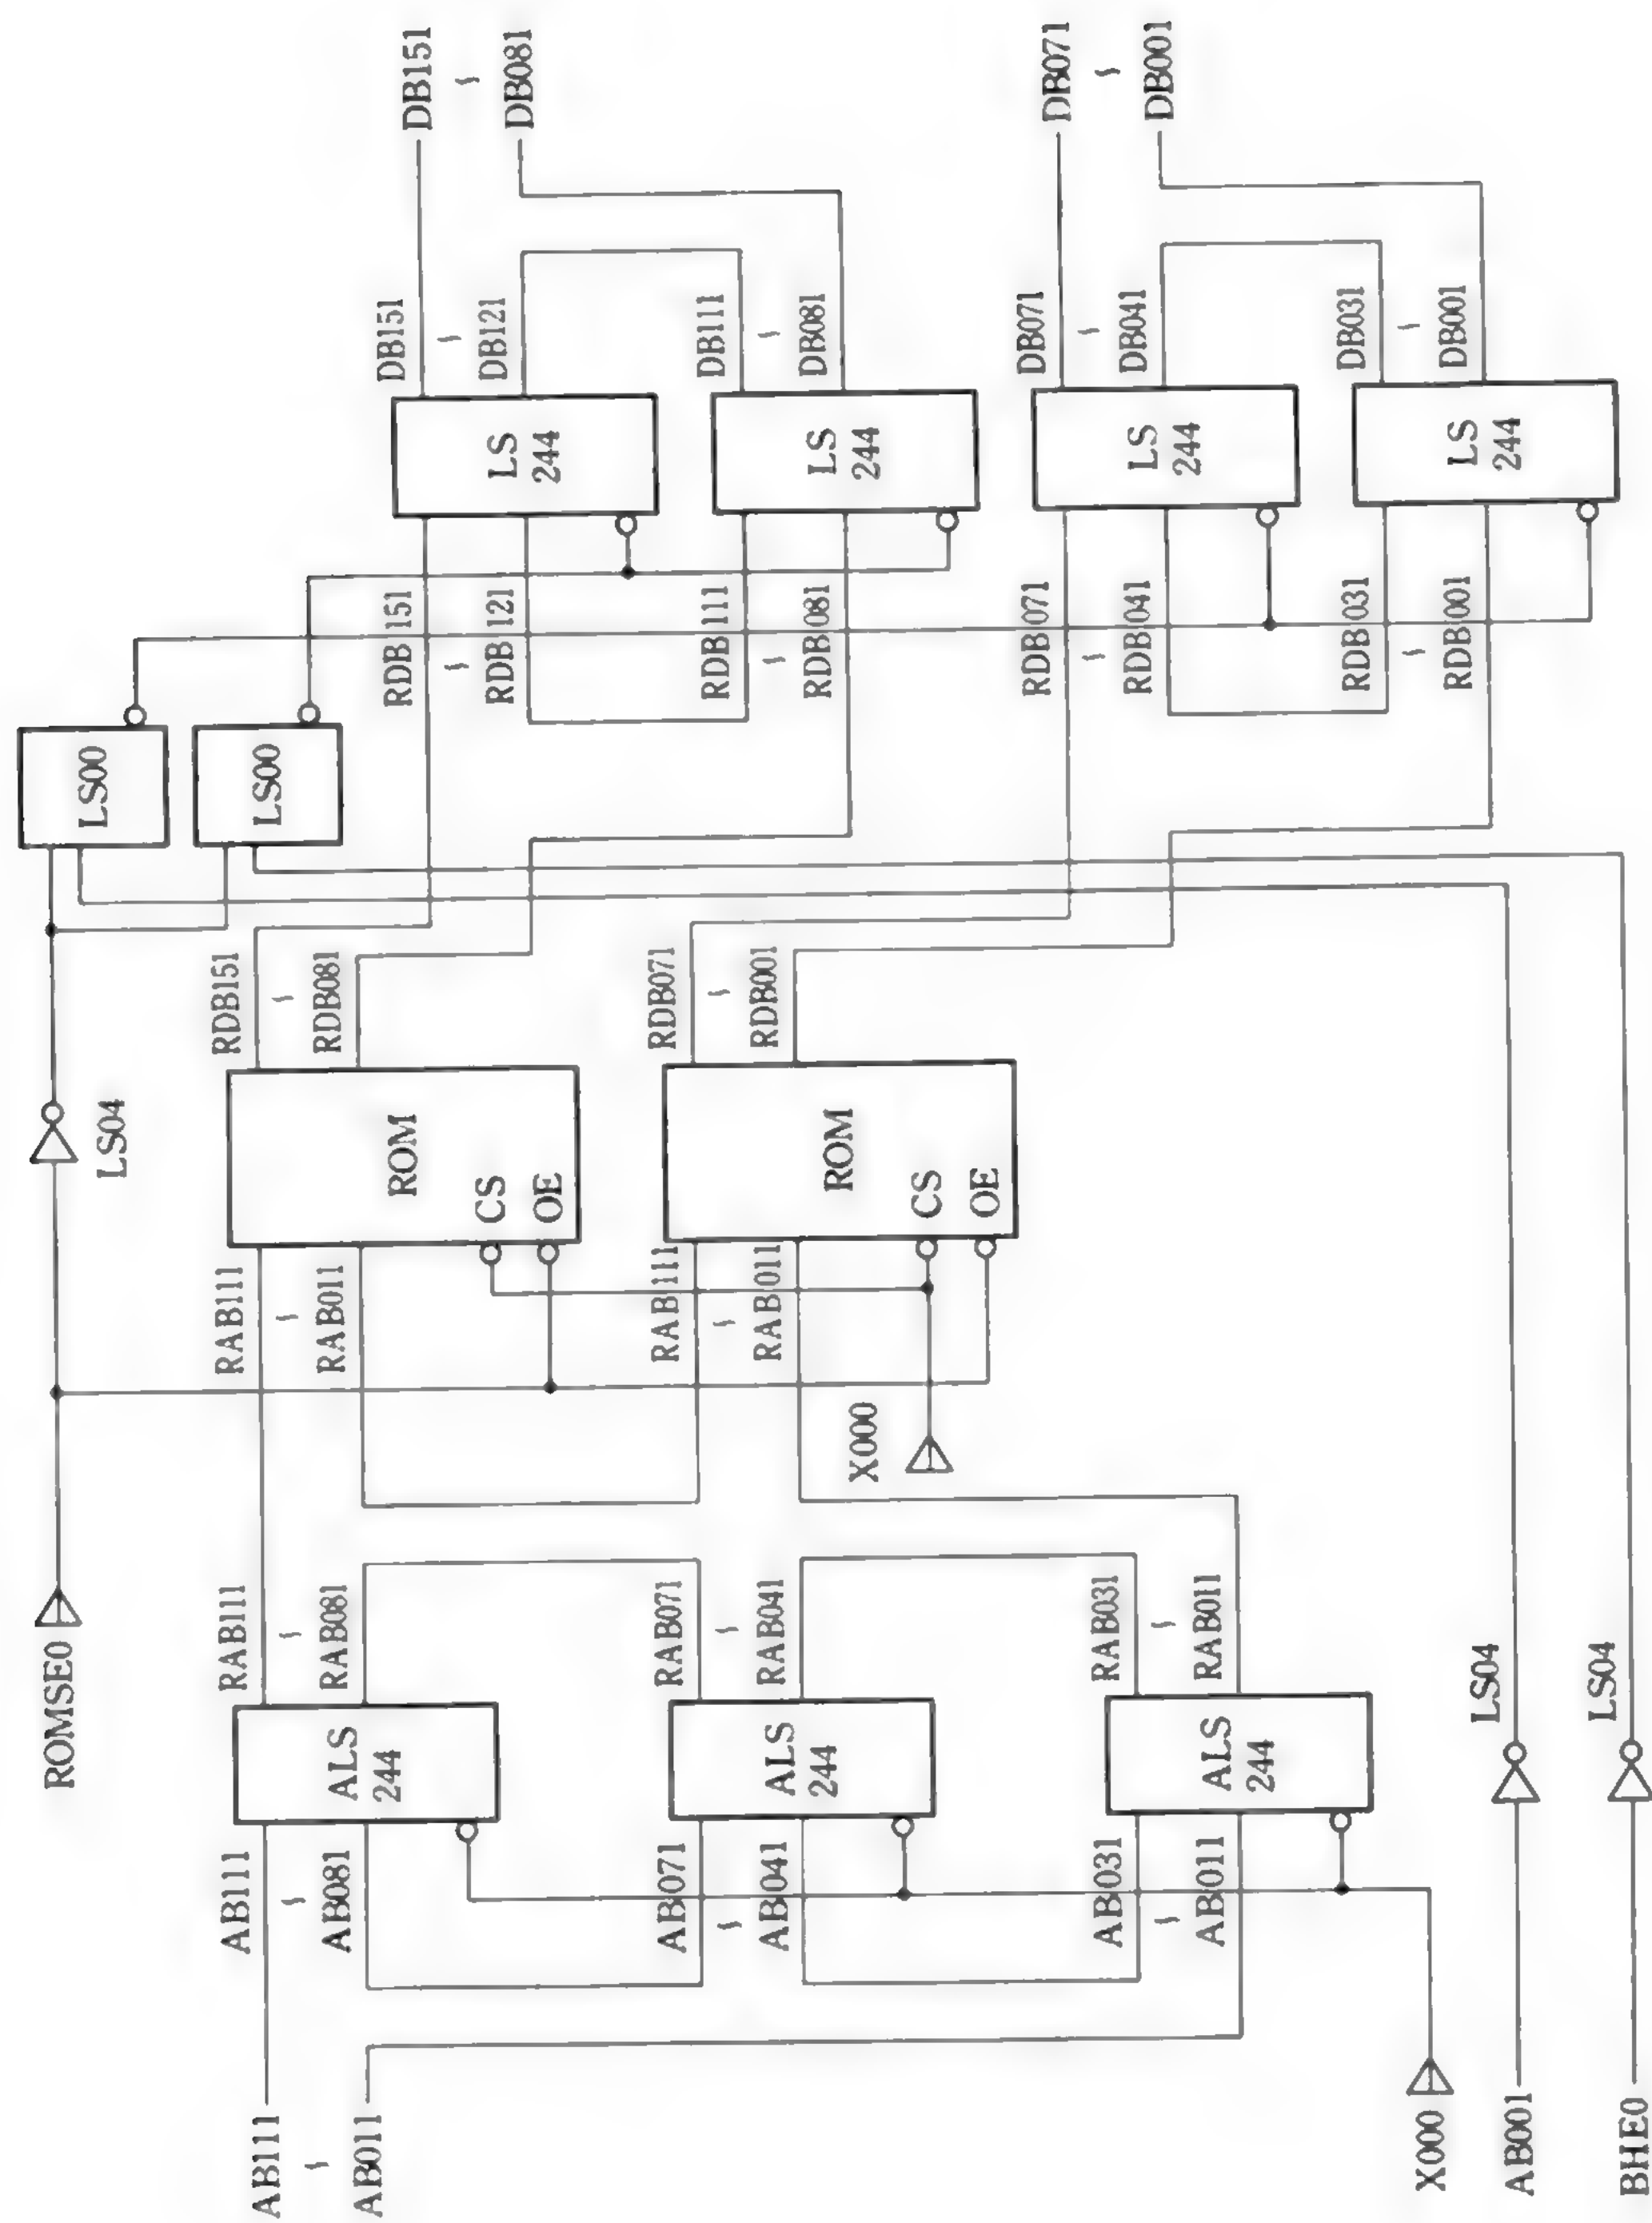 ROMSE0
LS04
LS00
LS00
AB111
~
AB011
AB111
~
AB081
ALS
244
RAB111
~
RAB081
RAB111
~
RAB011
ROM
CS
OE
RDB151
~
RDB081
RDB151
~
RDB121
LS
244
DB151
~
DB121
DB151
~
DB081
RDB111
~
RDB081
LS
244
DB111
~
DB081
AB071
~
AB041
ALS
244
RAB071
~
RAB041
RAB111
~
RAB011
X000
ROM
CS
OE
RDB071
~
RDB001
RDB071
~
RDB041
LS
244
DB071
~
DB041
DB071
~
DB001
RDB031
~
RDB001
LS
244
DB031
~
DB001
AB031
~
AB011
ALS
244
RAB031
~
RAB011
X000
AB001
LS04
BHE0
LS04